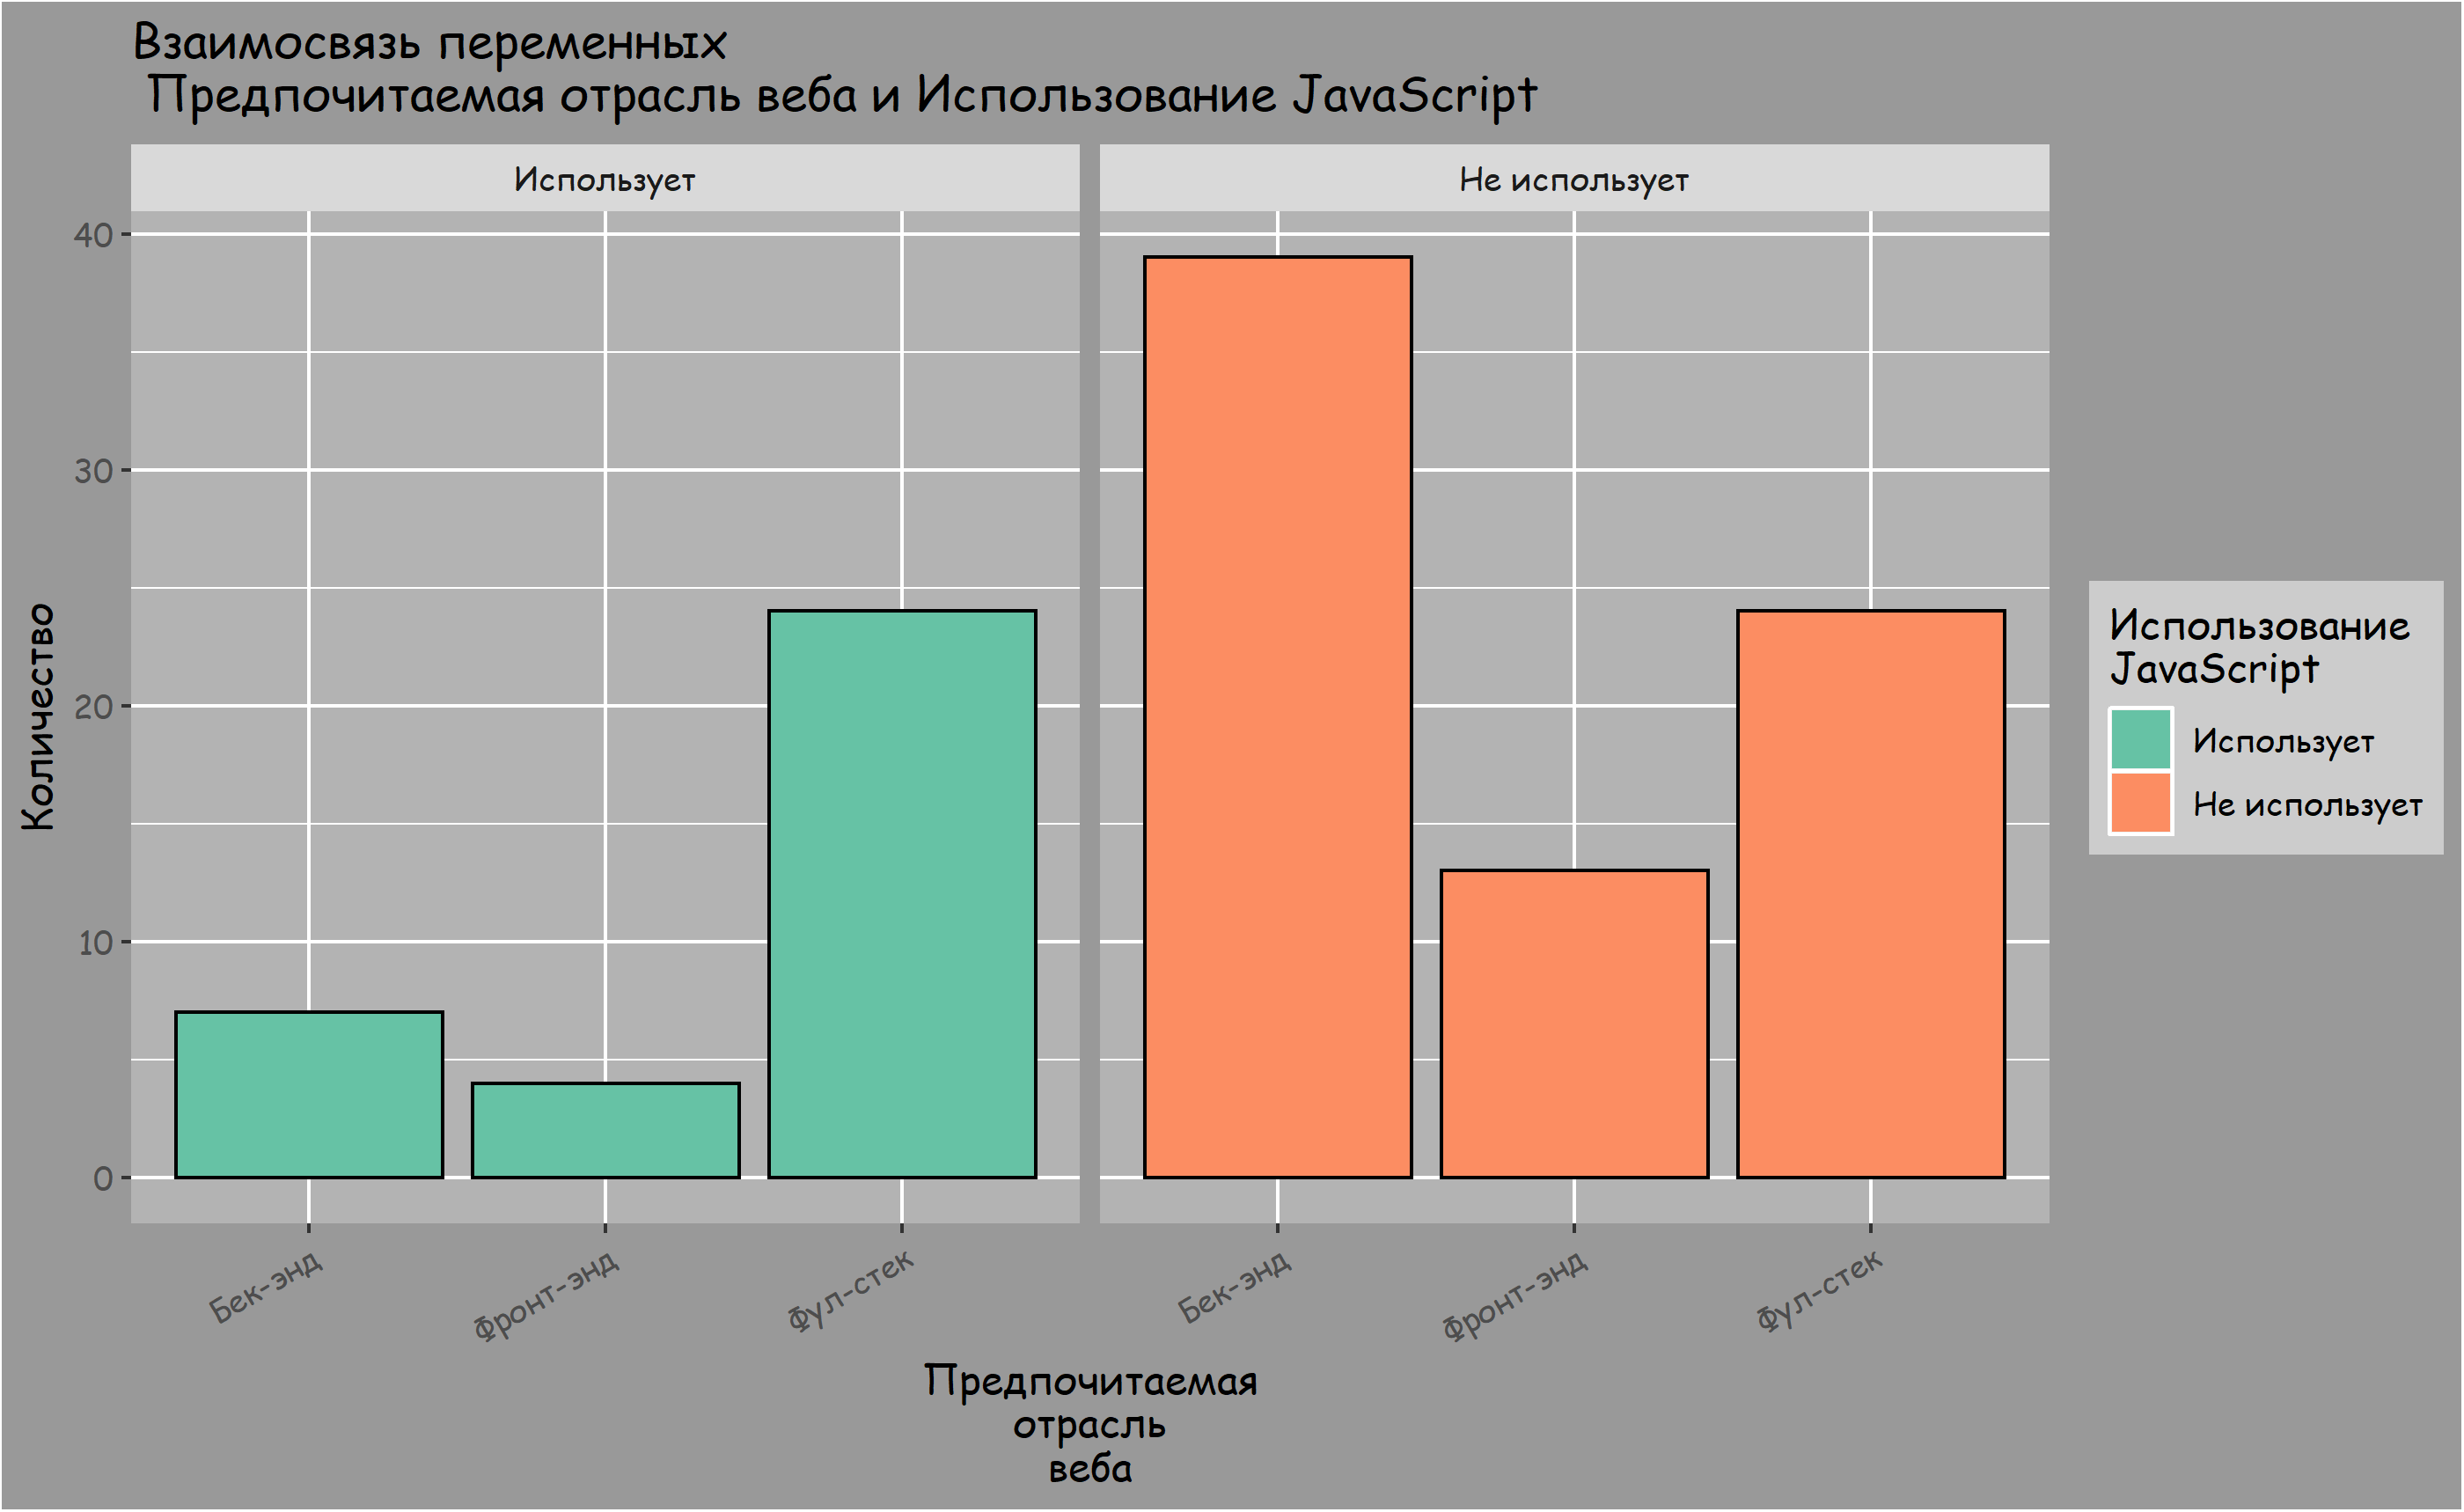 Взаимосвязь переменных
Предпочитаемая отрасль веба и Использование JavaScript
Использует
Не использует
40
30
20
10
0
Количество
Бек-энд
Фронт-энд
Фул-стек
Бек-энд
Фронт-энд
Фул-стек
Предпочитаемая
отрасль
веба
Использование
JavaScript
Использует
Не использует